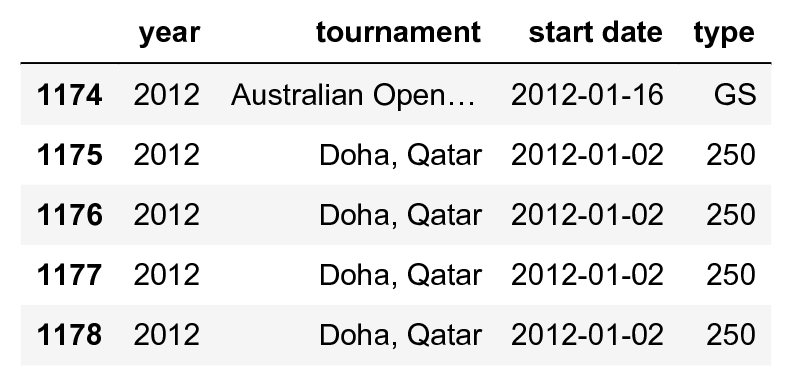 year tournament start date type
1174 2012 Australian Open… 2012-01-16 GS
1175 2012 Doha, Qatar 2012-01-02 250
1176 2012 Doha, Qatar 2012-01-02 250
1177 2012 Doha, Qatar 2012-01-02 250
1178 2012 Doha, Qatar 2012-01-02 250